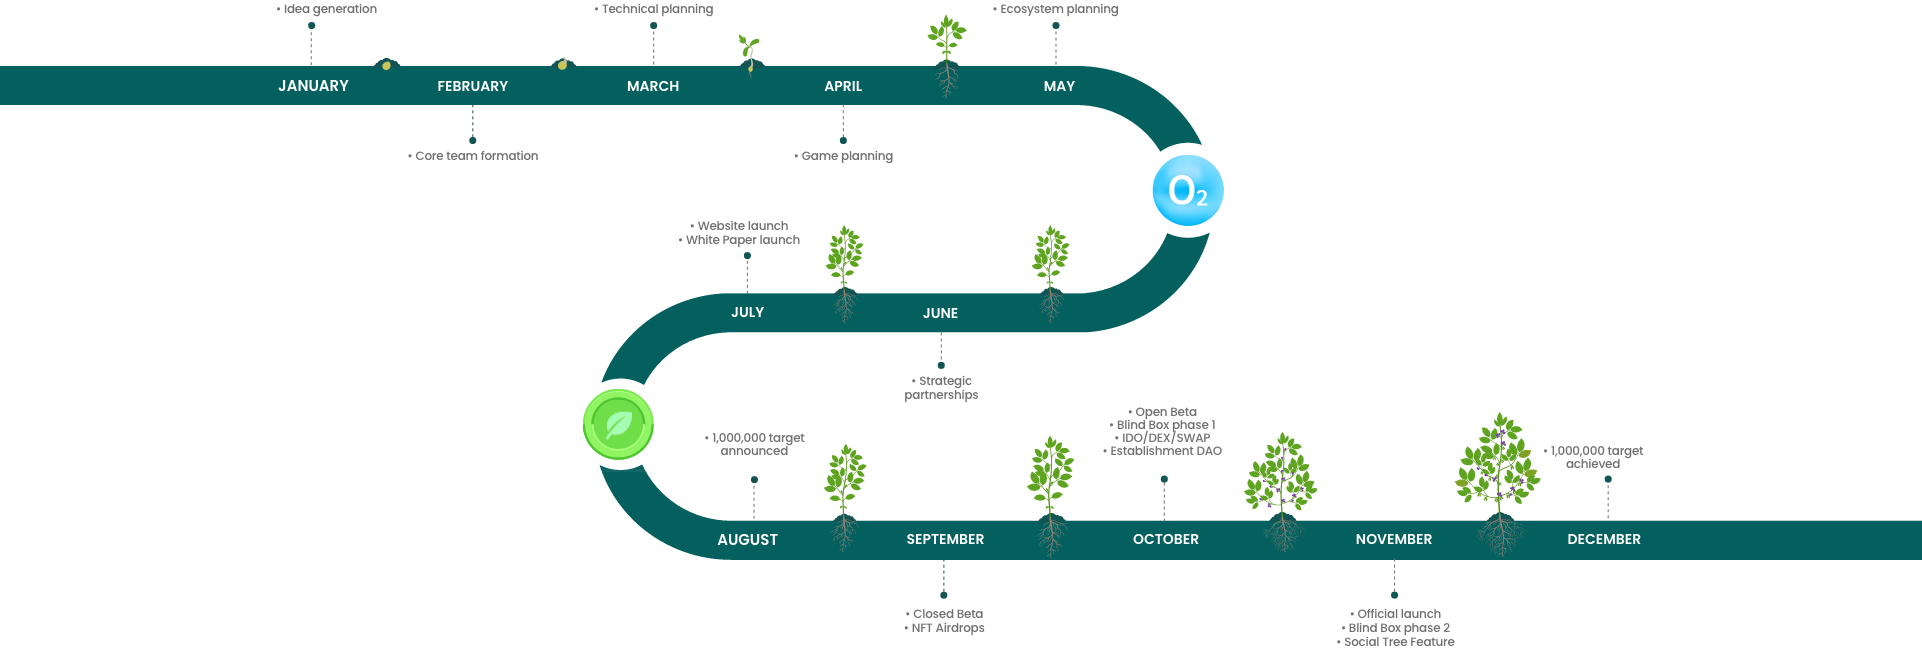 • Idea generation
• Technical planning
• Ecosystem planning
JANUARY
FEBRUARY
MARCH
APRIL
MAY
• Core team formation
• Game planning
O2
• Website launch
• White Paper launch
JULY
JUNE
• Strategic
partnerships
• 1,000,000 target
announced
• Open Beta
• Blind Box phase 1
• IDO/DEX/SWAP
• Establishment DAO
• 1,000,000 target
achieved
AUGUST
SEPTEMBER
OCTOBER
NOVEMBER
DECEMBER
• Closed Beta
• NFT Airdrops
• Official launch
• Blind Box phase 2
• Social Tree Feature